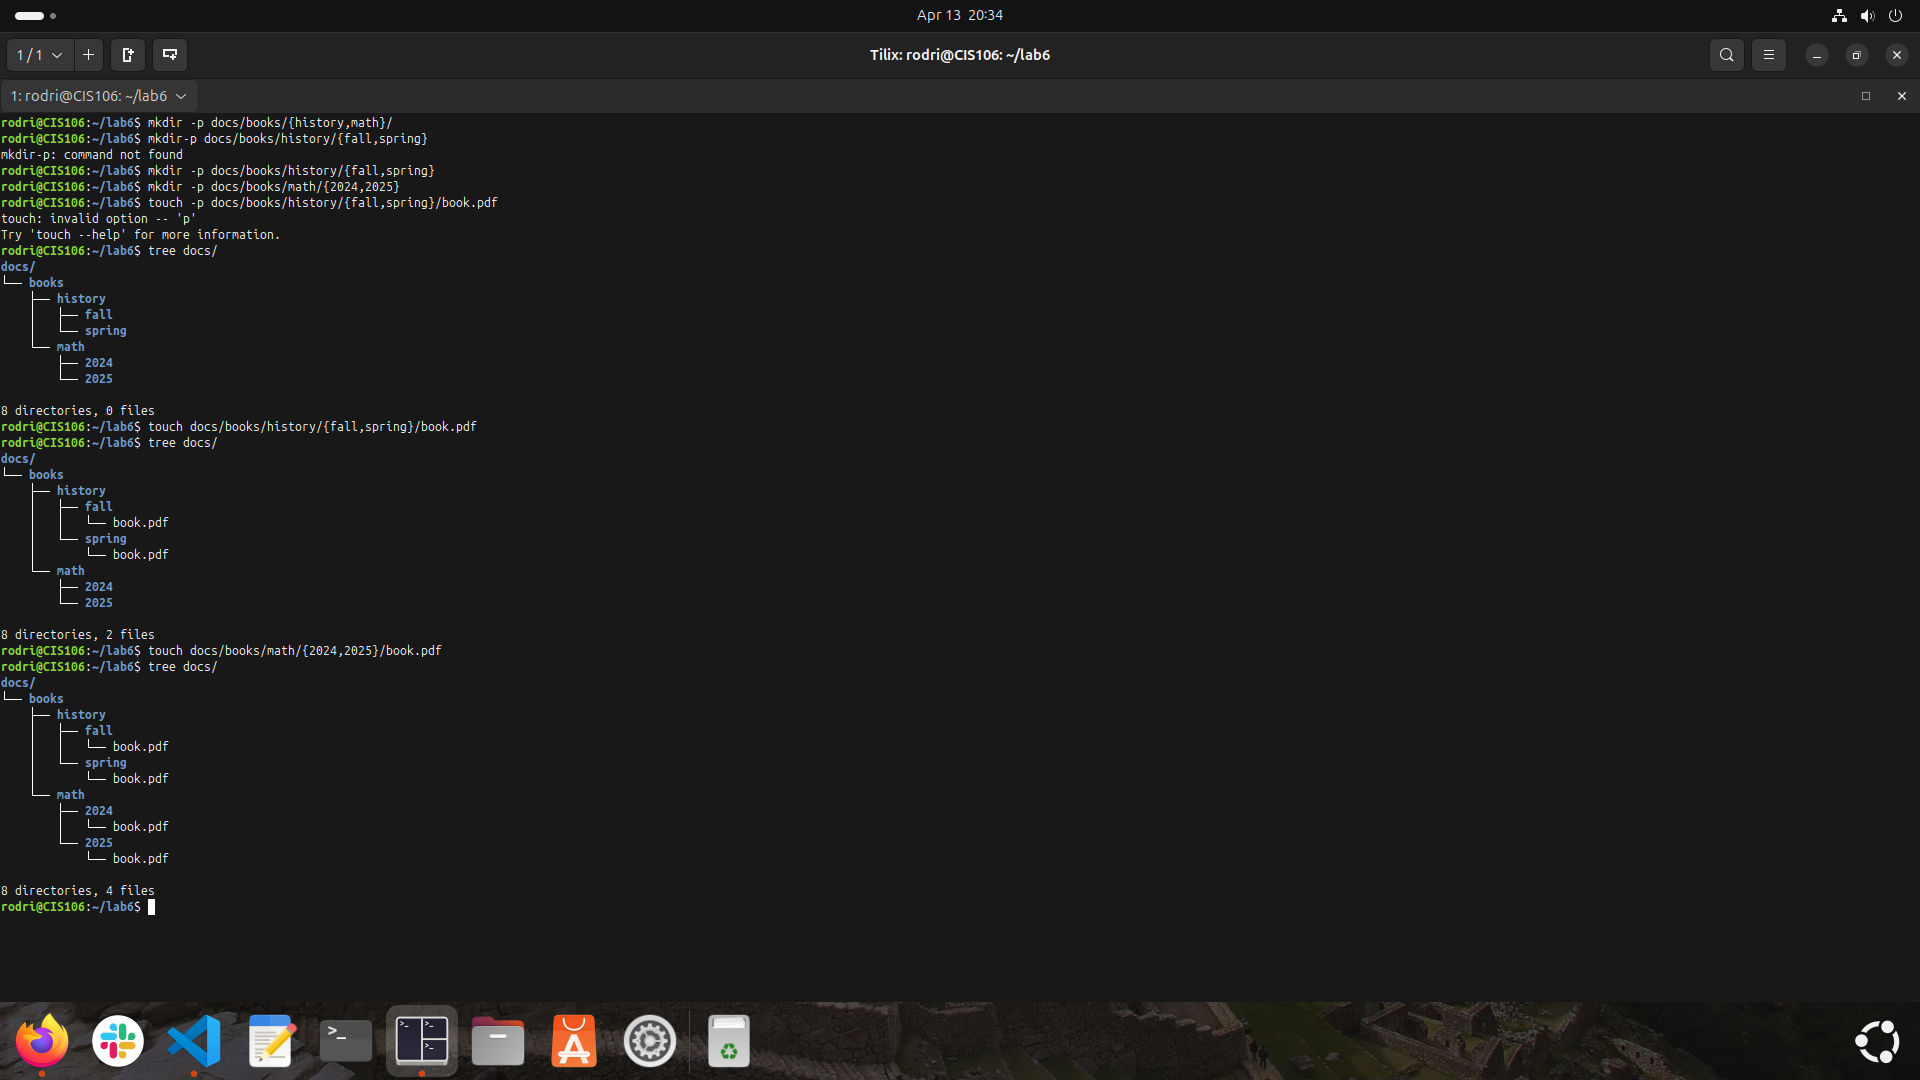 Apr 13 20:34
1 / 1
Tilix: rodri@CIS106: ~/lab6
1: rodri@CIS106: ~/lab6
rodri@CIS106:~/lab6$ mkdir -p docs/books/{history,math}/
rodri@CIS106:~/lab6$ mkdir-p docs/books/history/{fall,spring}
mkdir-p: command not found
rodri@CIS106:~/lab6$ mkdir -p docs/books/history/{fall,spring}
rodri@CIS106:~/lab6$ mkdir -p docs/books/math/{2024,2025}
rodri@CIS106:~/lab6$ touch -p docs/books/history/{fall,spring}/book.pdf
touch: invalid option -- 'p'
Try 'touch --help' for more information.
rodri@CIS106:~/lab6$ tree docs/
docs/
└── books
    ├── history
    │   ├── fall
    │   └── spring
    └── math
        ├── 2024
        └── 2025

8 directories, 0 files
rodri@CIS106:~/lab6$ touch docs/books/history/{fall,spring}/book.pdf
rodri@CIS106:~/lab6$ tree docs/
docs/
└── books
    ├── history
    │   ├── fall
    │   │   └── book.pdf
    │   └── spring
    │       └── book.pdf
    └── math
        ├── 2024
        └── 2025

8 directories, 2 files
rodri@CIS106:~/lab6$ touch docs/books/math/{2024,2025}/book.pdf
rodri@CIS106:~/lab6$ tree docs/
docs/
└── books
    ├── history
    │   ├── fall
    │   │   └── book.pdf
    │   └── spring
    │       └── book.pdf
    └── math
        ├── 2024
        │   └── book.pdf
        └── 2025
            └── book.pdf

8 directories, 4 files
rodri@CIS106:~/lab6$